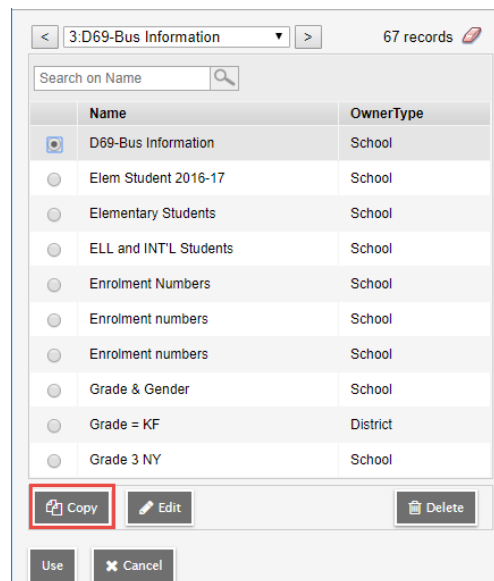 < 3:D69-Bus Information ▼ > 67 records
Search on Name
Name OwnerType
D69-Bus Information School
Elem Student 2016-17 School
Elementary Students School
ELL and INT'L Students School
Enrolment Numbers School
Enrolment numbers School
Enrolment numbers School
Grade & Gender School
Grade = KF District
Grade 3 NY School
Copy Edit Delete
Use Cancel